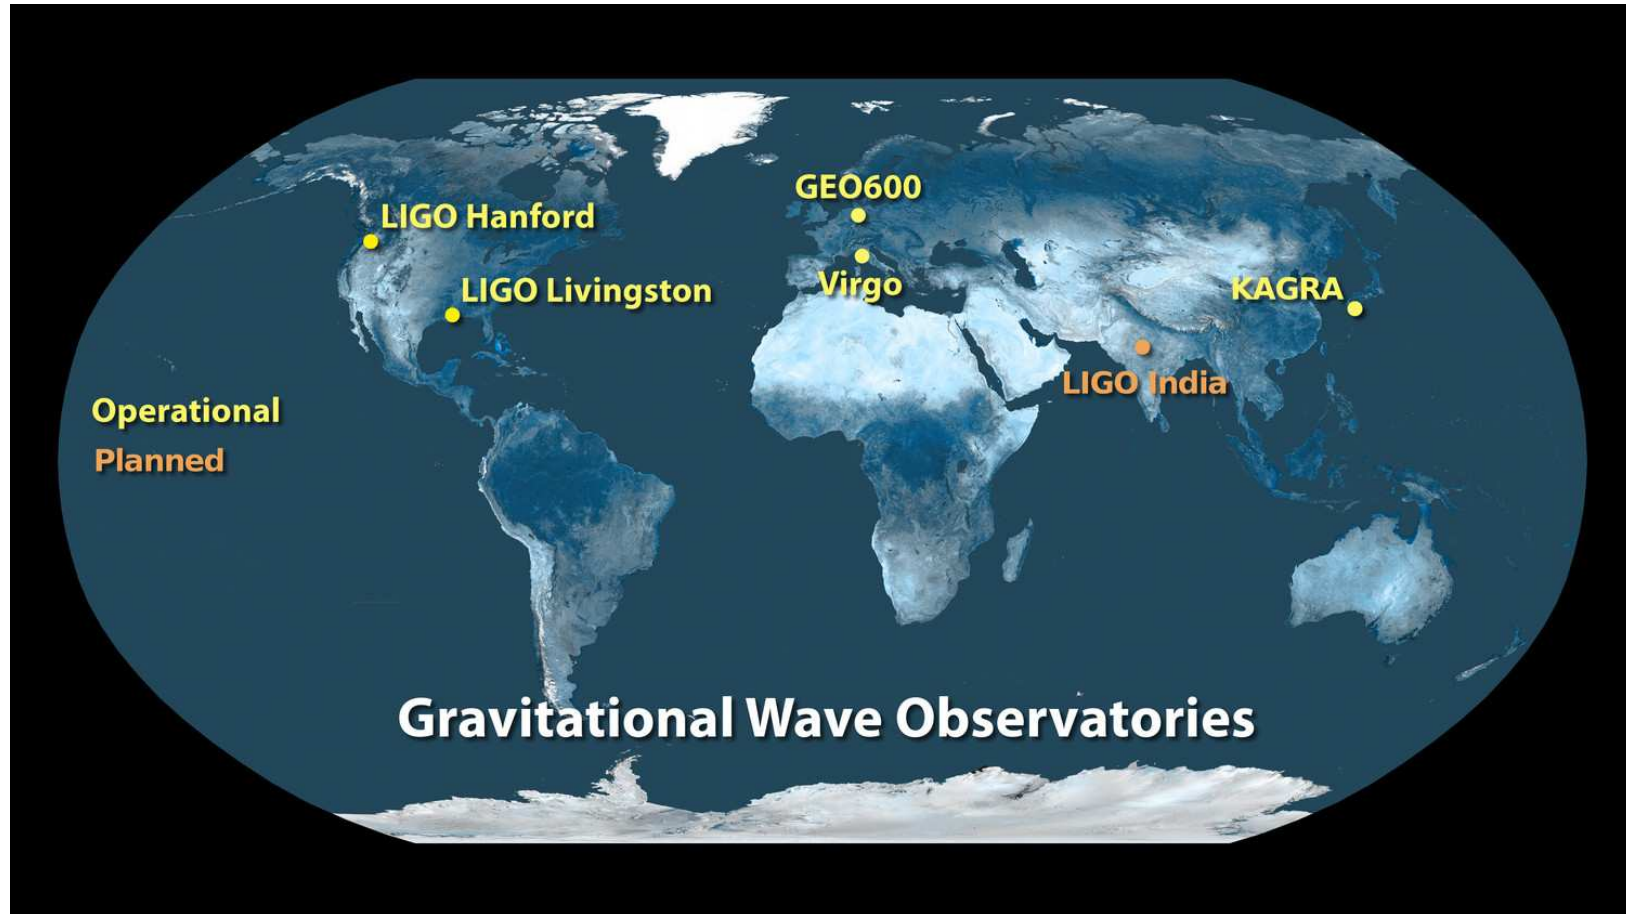 GEO600
LIGO Hanford
Virgo
LIGO Livingston
KAGRA
LIGO India
Operational
Planned
Gravitational Wave Observatories